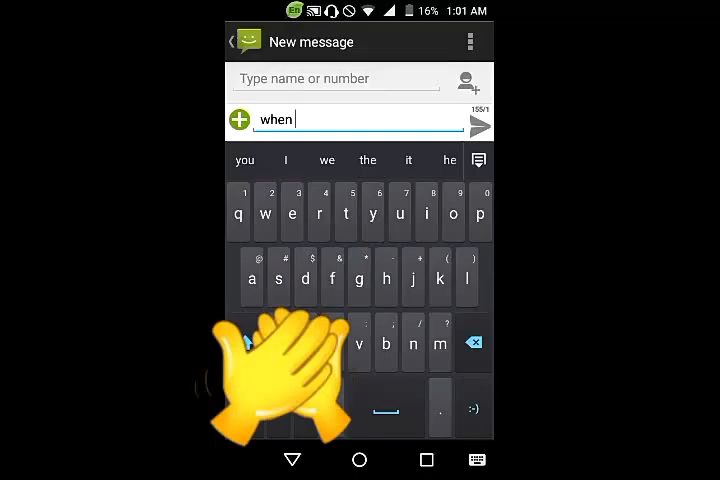 En 16% 1:01 AM
New message
Type name or number
155/1
when
you I we the it he
1 2 3 4 5 6 7 8 9 0
q w e r t y u i o p
@ # $ & * - + ( )
a s d f g h j k l
: ; / ?
v b n m
. :-)